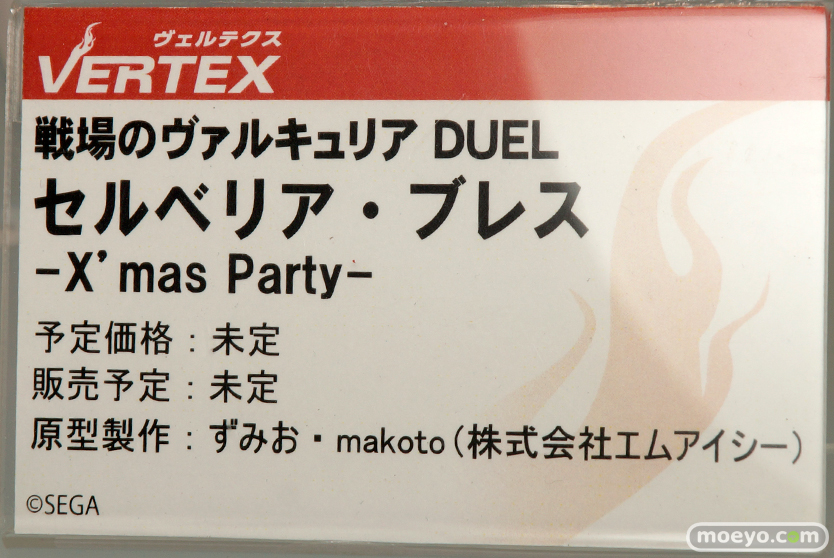 ヴェルテクス
VERTEX
戦場のヴァルキュリア DUEL
セルベリア・ブレス
-X'mas Party-
予定価格：未定
販売予定：未定
原型製作：ずみお・makoto（株式会社エムアイシー）
©SEGA
moeyo.com